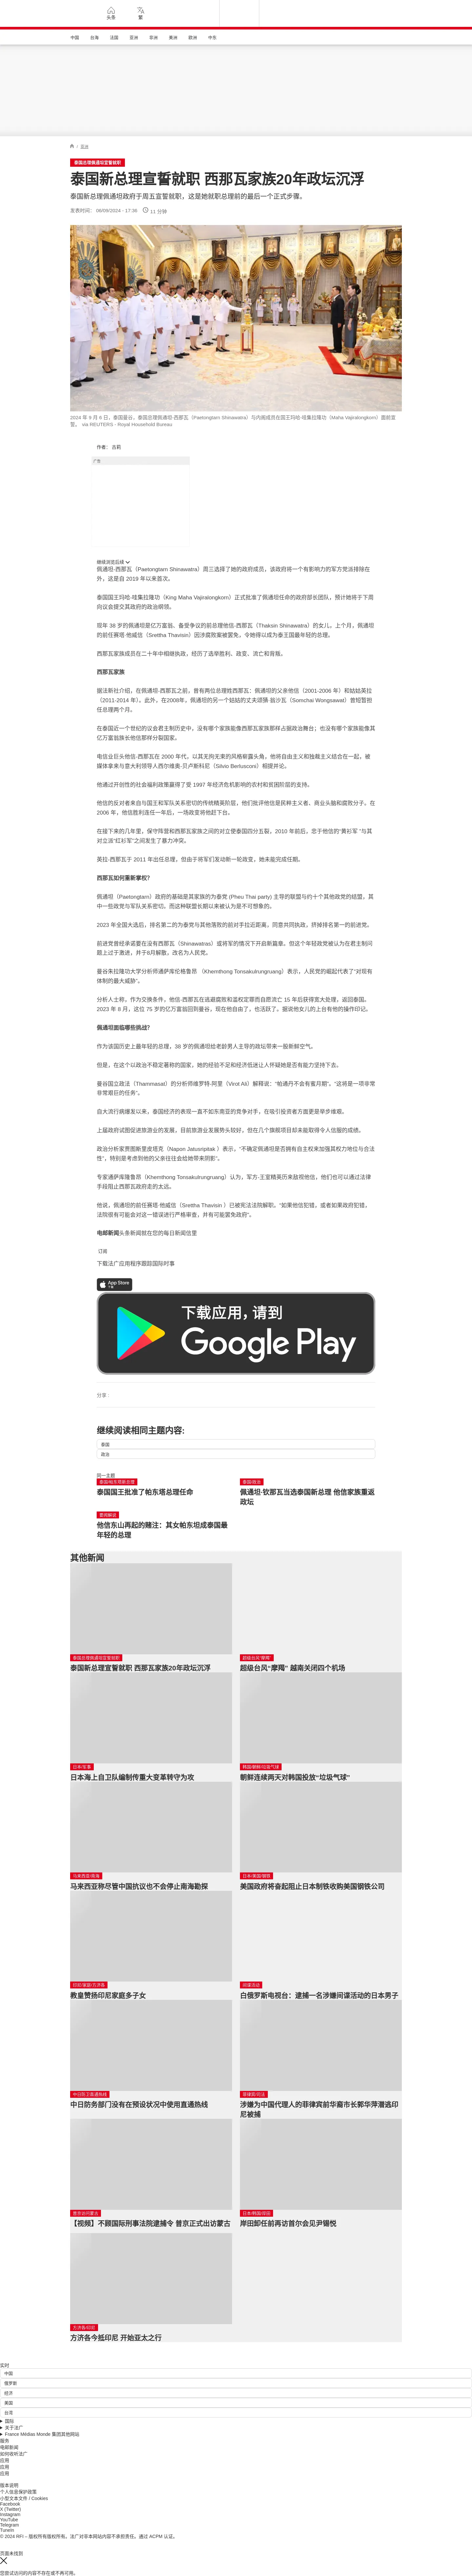 头条
繁
中国
台海
法国
亚洲
非洲
美洲
欧洲
中东
/ 亚洲
泰国总理佩通坦宣誓就职
泰国新总理宣誓就职 西那瓦家族20年政坛沉浮
泰国新总理佩通坦政府于周五宣誓就职，这是她就职总理前的最后一个正式步骤。
发表时间： 06/09/2024 - 17:36
11 分钟
2024 年 9 月 6 日，泰国曼谷，泰国总理佩通坦·西那瓦（Paetongtarn Shinawatra）与内阁成员在国王玛哈·哇集拉隆功（Maha Vajiralongkorn）面前宣誓。 via REUTERS - Royal Household Bureau
作者： 古莉
广告
继续浏览后续
佩通坦·西那瓦（Paetongtarn Shinawatra）周三选择了她的政府成员，该政府将一个有影响力的军方党派排除在
外，这是自 2019 年以来首次。
泰国国王玛哈·哇集拉隆功（King Maha Vajiralongkorn）正式批准了佩通坦任命的政府部长团队，预计她将于下周
向议会提交其政府的政治纲领。
现年 38 岁的佩通坦是亿万富翁、备受争议的前总理他信·西那瓦（Thaksin Shinawatra）的女儿。上个月，佩通坦
的前任赛塔·他威信（Srettha Thavisin）因涉腐败案被罢免，令她得以成为泰王国最年轻的总理。
西那瓦家族成员在二十年中相继执政，经历了选举胜利、政变、流亡和背叛。
西那瓦家族
据法新社介绍，在佩通坦·西那瓦之前，曾有两位总理姓西那瓦：佩通坦的父亲他信（2001-2006 年）和姑姑英拉
（2011-2014 年）。此外，在2008年，佩通坦的另一个姑姑的丈夫颂猜·翁沙瓦（Somchai Wongsawat）曾短暂担
任总理两个月。
在泰国近一个世纪的议会君主制历史中，没有哪个家族能像西那瓦家族那样占据政治舞台；也没有哪个家族能像其
亿万富翁族长他信那样分裂国家。
电信业巨头他信·西那瓦在 2000 年代，以其无拘无束的风格崭露头角，他将自由主义和独裁主义结合在一起，被
媒体拿来与意大利领导人西尔维奥·贝卢斯科尼（Silvio Berlusconi）相提并论。
他通过开创性的社会福利政策赢得了受 1997 年经济危机影响的农村和贫困阶层的支持。
他信的反对者来自与国王和军队关系密切的传统精英阶层，他们批评他信是民粹主义者、商业头脑和腐败分子。在
2006 年，他信胜利连任一年后，一场政变将他赶下台。
在接下来的几年里，保守阵营和西那瓦家族之间的对立使泰国四分五裂，2010 年前后，忠于他信的"黄衫军 "与其
对立派"红衫军"之间发生了暴力冲突。
英拉-西那瓦于 2011 年出任总理，但由于将军们发动新一轮政变，她未能完成任期。
西那瓦如何重新掌权？
佩通坦（Paetongtarn）政府的基础是其家族的为泰党 (Pheu Thai party) 主导的联盟与约十个其他政党的结盟，其
中一些政党与军队关系密切。而这种联盟长期以来被认为是不可想象的。
2023 年全国大选后，排名第二的为泰党与其他落败的前对手拉近距离，同意共同执政，挤掉排名第一的前进党。
前进党曾经承诺要在没有西那瓦（Shinawatras）或将军的情况下开启新篇章。但这个年轻政党被认为在君主制问
题上过于激进，并于8月解散，改名为人民党。
曼谷朱拉隆功大学分析师通萨库伦格鲁昂 （Khemthong Tonsakulrungruang）表示，人民党的崛起代表了"对现有
体制的最大威胁"。
分析人士称，作为交换条件，他信·西那瓦在逃避腐败和滥权定罪而自愿流亡 15 年后获得宽大处理，返回泰国。
2023 年 8 月，这位 75 岁的亿万富翁回到曼谷，现在他自由了，也活跃了，据说他女儿的上台有他的操作印记。
佩通坦面临哪些挑战？
作为该国历史上最年轻的总理，38 岁的佩通坦给老龄男人主导的政坛带来一股新鲜空气。
但是，在这个以政治不稳定著称的国家，她的经验不足和经济低迷让人怀疑她是否有能力坚持下去。
曼谷国立政法（Thammasal）的分析师维罗特-阿里（Virot Ali）解释说："帕通丹不会有蜜月期"，"这将是一项非常
非常艰巨的任务"。
自大流行病爆发以来，泰国经济的表现一直不如东南亚的竞争对手，在吸引投资者方面更是举步维艰。
上届政府试图促进旅游业的发展，目前旅游业发展势头较好，但在几个旗舰项目却未能取得令人信服的成绩。
政治分析家贾图斯里皮塔克（Napon Jatusripitak ）表示，"不确定佩通坦是否拥有自主权来加强其权力地位与合法
性"，特别是考虑到他的父亲往往会给她带来阴影"。
专家通萨库隆鲁昂（Khemthong Tonsakulrungruang）认为，军方-王室精英历来敌视他信，他们也可以通过法律
手段阻止西那瓦政府走的太远。
他说，佩通坦的前任赛塔·他威信（Srettha Thavisin ）已被宪法法院解职。"如果他信犯错，或者如果政府犯错，
法院很有可能会对这一错误进行严格审查，并有可能罢免政府"。
电邮新闻头条新闻就在您的每日新闻信里
订阅
下载法广应用程序跟踪国际时事
App Store
下载应用，请到
Google Play
分享 :
继续阅读相同主题内容:
泰国
政治
同一主题
泰国/帕东塔新总理
泰国国王批准了帕东塔总理任命
泰国/政治
佩通坦·钦那瓦当选泰国新总理 他信家族重返政坛
要闻解说
他信东山再起的赌注：其女帕东坦成泰国最年轻的总理
其他新闻
泰国总理佩通坦宣誓就职
泰国新总理宣誓就职 西那瓦家族20年政坛沉浮
超级台风"摩羯"
超级台风"摩羯" 越南关闭四个机场
日本/军事
日本海上自卫队编制传重大变革转守为攻
韩国/朝鲜/垃圾气球
朝鲜连续两天对韩国投放"垃圾气球"
马来西亚/南海
马来西亚称尽管中国抗议也不会停止南海勘探
日本/美国/钢铁
美国政府将奋起阻止日本制铁收购美国钢铁公司
印尼/家庭/方济各
教皇赞扬印尼家庭多子女
间谍活动
白俄罗斯电视台：逮捕一名涉嫌间谍活动的日本男子
中日防卫直通热线
中日防务部门没有在预设状况中使用直通热线
菲律宾/司法
涉嫌为中国代理人的菲律宾前华裔市长郭华萍潜逃印尼被捕
普京访问蒙古
【视频】不顾国际刑事法院逮捕令 普京正式出访蒙古
日本/韩国/双边
岸田卸任前再访首尔会见尹锡悦
方济各/印尼
方济各今抵印尼 开始亚太之行
实时
中国
俄罗斯
经济
美国
台湾
国际
关于法广
France Médias Monde 集团其他网站
服务
电邮新闻
如何收听法广
应用
应用
应用
版本说明
个人信息保护政策
小型文本文件 / Cookies
Facebook
X (Twitter)
Instagram
YouTube
Telegram
TuneIn
© 2024 RFI – 版权所有版权所有。法广对非本网站内容不承担责任。通过 ACPM 认证。
页面未找到
您尝试访问的内容不存在或不再可用。